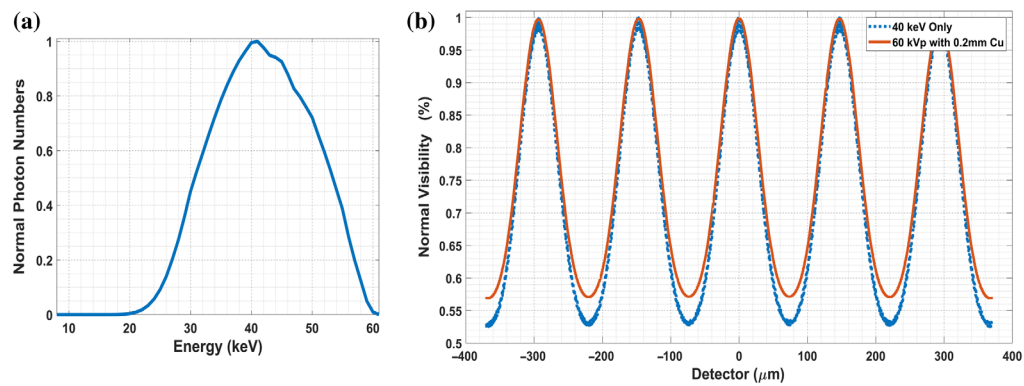 (a)
Normal Photon Numbers
1
0.8
0.6
0.4
0.2
0
10 20 30 40 50 60
Energy (keV)
(b)
Normal Visibility (%)
1
0.95
0.9
0.85
0.8
0.75
0.7
0.65
0.6
0.55
0.5
40 keV Only
60 kVp with 0.2mm Cu
−400 −300 −200 −100 0 100 200 300 400
Detector (μm)